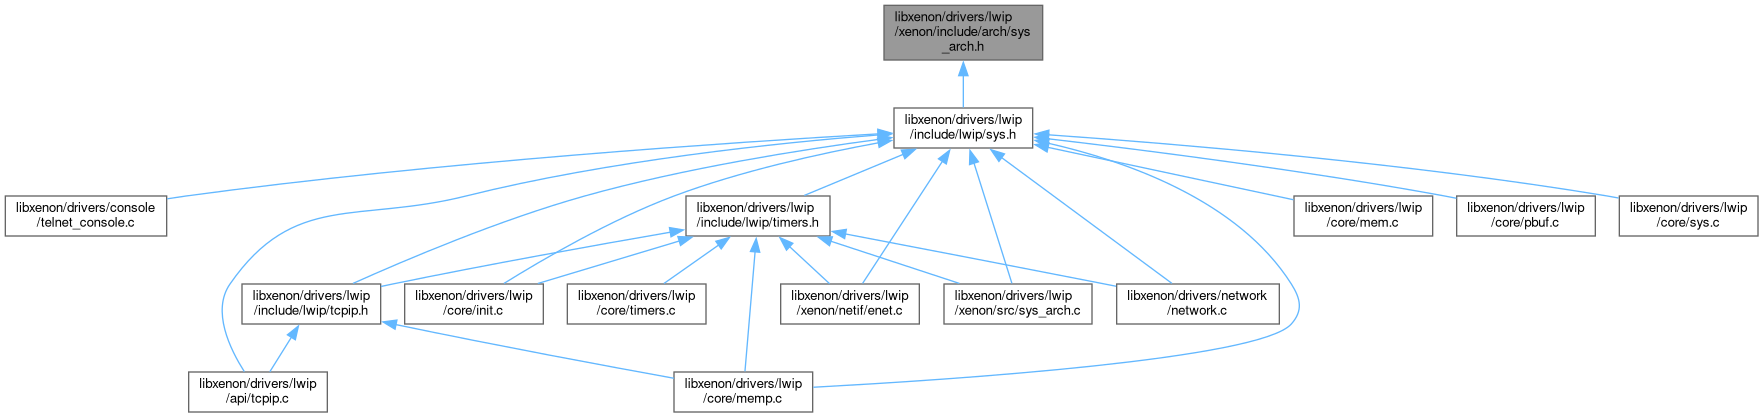 libxenon/drivers/lwip
/xenon/include/arch/sys
_arch.h
libxenon/drivers/lwip
/include/lwip/sys.h
libxenon/drivers/console
/telnet_console.c
libxenon/drivers/lwip
/include/lwip/timers.h
libxenon/drivers/lwip
/core/mem.c
libxenon/drivers/lwip
/core/pbuf.c
libxenon/drivers/lwip
/core/sys.c
libxenon/drivers/lwip
/include/lwip/tcpip.h
libxenon/drivers/lwip
/core/init.c
libxenon/drivers/lwip
/core/timers.c
libxenon/drivers/lwip
/xenon/netif/enet.c
libxenon/drivers/lwip
/xenon/src/sys_arch.c
libxenon/drivers/network
/network.c
libxenon/drivers/lwip
/api/tcpip.c
libxenon/drivers/lwip
/core/memp.c